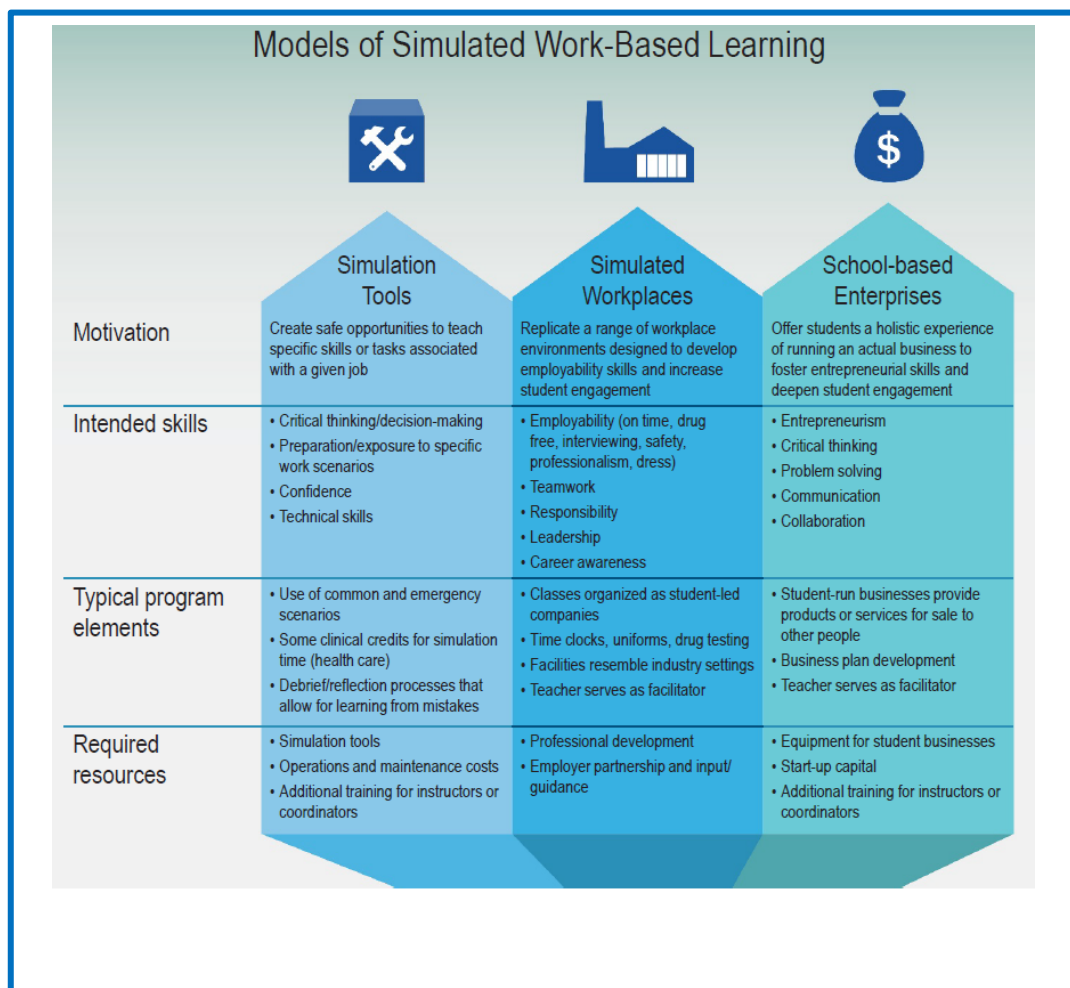 Models of Simulated Work-Based Learning
$
Simulation
Tools
Simulated
Workplaces
School-based
Enterprises
Motivation
Create safe opportunities to teach
specific skills or tasks associated
with a given job
Replicate a range of workplace
environments designed to develop
employability skills and increase
student engagement
Offer students a holistic experience
of running an actual business to
foster entrepreneurial skills and
deepen student engagement
Intended skills
• Critical thinking/decision-making
• Preparation/exposure to specific
work scenarios
• Confidence
• Technical skills
• Employability (on time, drug
free, interviewing, safety,
professionalism, dress)
• Teamwork
• Responsibility
• Leadership
• Career awareness
• Entrepreneurism
• Critical thinking
• Problem solving
• Communication
• Collaboration
Typical program
elements
• Use of common and emergency
scenarios
• Some clinical credits for simulation
time (health care)
• Debrief/reflection processes that
allow for learning from mistakes
• Classes organized as student-led
companies
• Time clocks, uniforms, drug testing
• Facilities resemble industry settings
• Teacher serves as facilitator
• Student-run businesses provide
products or services for sale to
other people
• Business plan development
• Teacher serves as facilitator
Required
resources
• Simulation tools
• Operations and maintenance costs
• Additional training for instructors or
coordinators
• Professional development
• Employer partnership and input/
guidance
• Equipment for student businesses
• Start-up capital
• Additional training for instructors or
coordinators